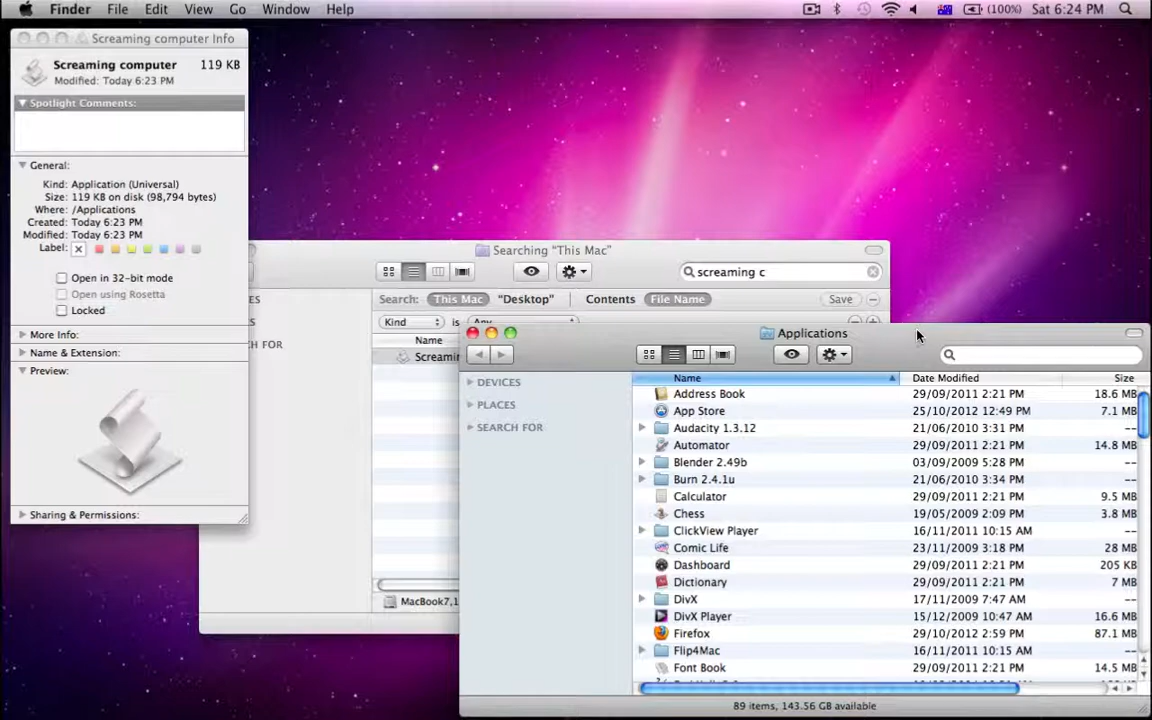 Finder File Edit View Go Window Help (100%) Sat 6:24 PM
Screaming computer Info
Screaming computer 119 KB
Modified: Today 6:23 PM
Spotlight Comments:
General:
Kind: Application (Universal)
Size: 119 KB on disk (98,794 bytes)
Where: /Applications
Created: Today 6:23 PM
Modified: Today 6:23 PM
Label:
Open in 32-bit mode
Open using Rosetta
Locked
More Info:
Name & Extension:
Preview:
Sharing & Permissions:
Searching "This Mac"
screaming c
Search: This Mac "Desktop" Contents File Name Save
Kind is
Name
MacBook7,1
Applications
DEVICES
PLACES
SEARCH FOR
Name Date Modified Size
Address Book 29/09/2011 2:21 PM 18.6 MB
App Store 25/10/2012 12:49 PM 7.1 MB
Audacity 1.3.12 21/06/2010 3:31 PM --
Automator 29/09/2011 2:21 PM 14.8 MB
Blender 2.49b 03/09/2009 5:28 PM --
Burn 2.4.1u 21/06/2010 3:34 PM --
Calculator 29/09/2011 2:21 PM 9.5 MB
Chess 19/05/2009 2:09 PM 3.8 MB
ClickView Player 16/11/2011 10:15 AM --
Comic Life 23/11/2009 3:18 PM 28 MB
Dashboard 29/09/2011 2:21 PM 205 KB
Dictionary 29/09/2011 2:21 PM 7 MB
DivX 17/11/2009 7:47 AM --
DivX Player 15/12/2009 10:47 AM 16.6 MB
Firefox 29/10/2012 2:59 PM 87.1 MB
Flip4Mac 16/11/2011 10:15 AM --
Font Book 29/09/2011 2:21 PM 14.5 MB
89 items, 143.56 GB available